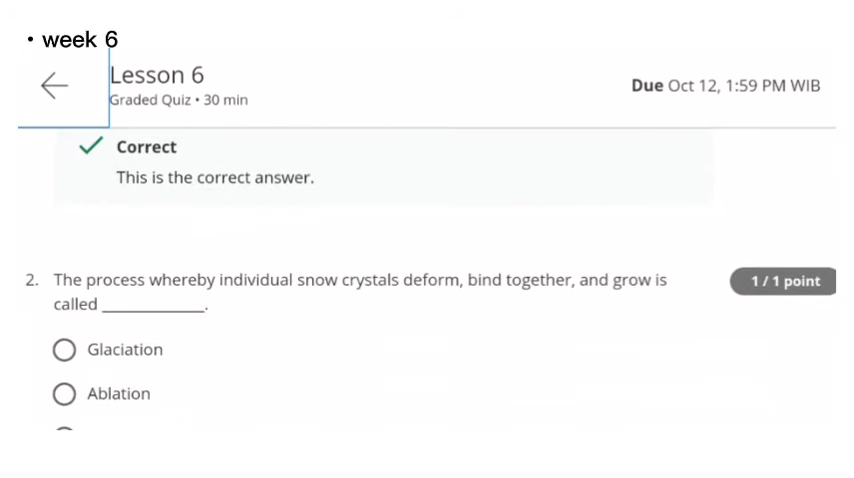 • week 6
Lesson 6
Due Oct 12, 1:59 PM WIB
Graded Quiz • 30 min
Correct
This is the correct answer.
2. The process whereby individual snow crystals deform, bind together, and grow is
1 / 1 point
called ____________.
Glaciation
Ablation